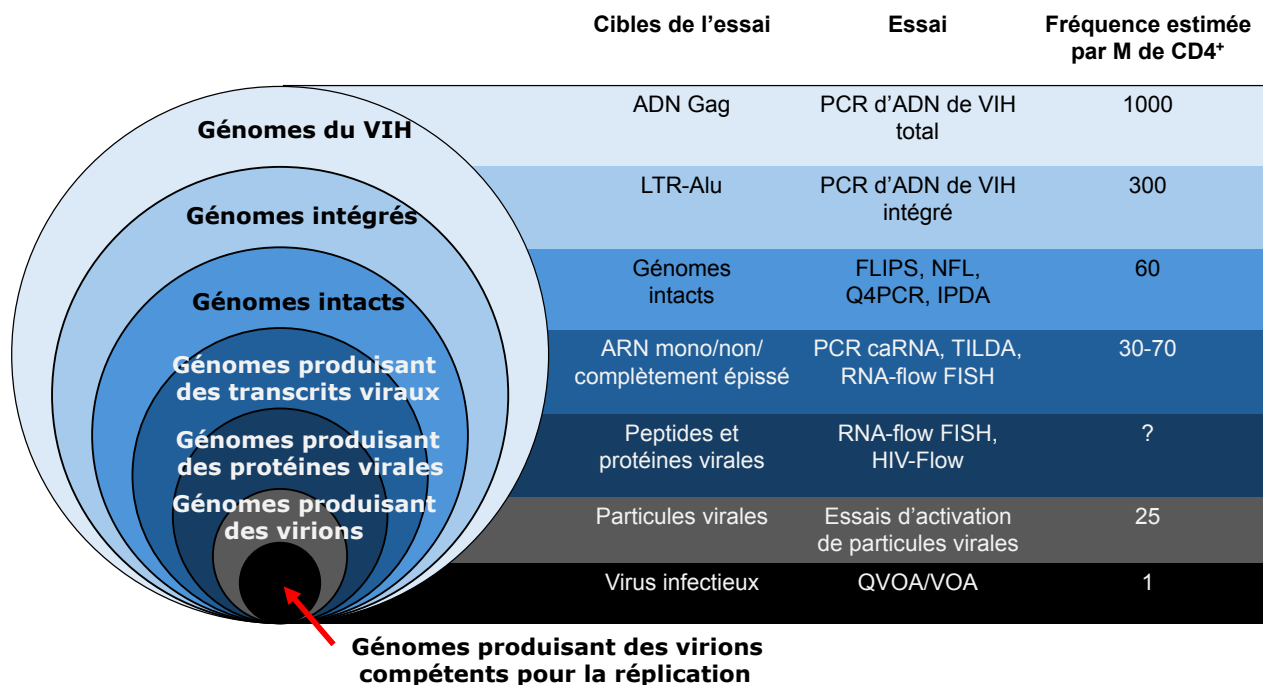 Cibles de l’essai
Essai
Fréquence estimée
par M de CD4⁺
Génomes du VIH
ADN Gag
PCR d’ADN de VIH
total
1000
Génomes intégrés
LTR-Alu
PCR d’ADN de VIH
intégré
300
Génomes intacts
Génomes
intacts
FLIPS, NFL,
Q4PCR, IPDA
60
Génomes produisant
des transcrits viraux
ARN mono/non/
complètement épissé
PCR caRNA, TILDA,
RNA-flow FISH
30-70
Génomes produisant
des protéines virales
Peptides et
protéines virales
RNA-flow FISH,
HIV-Flow
?
Génomes produisant
des virions
Particules virales
Essais d’activation
de particules virales
25
Virus infectieux
QVOA/VOA
1
Génomes produisant des virions
compétents pour la réplication